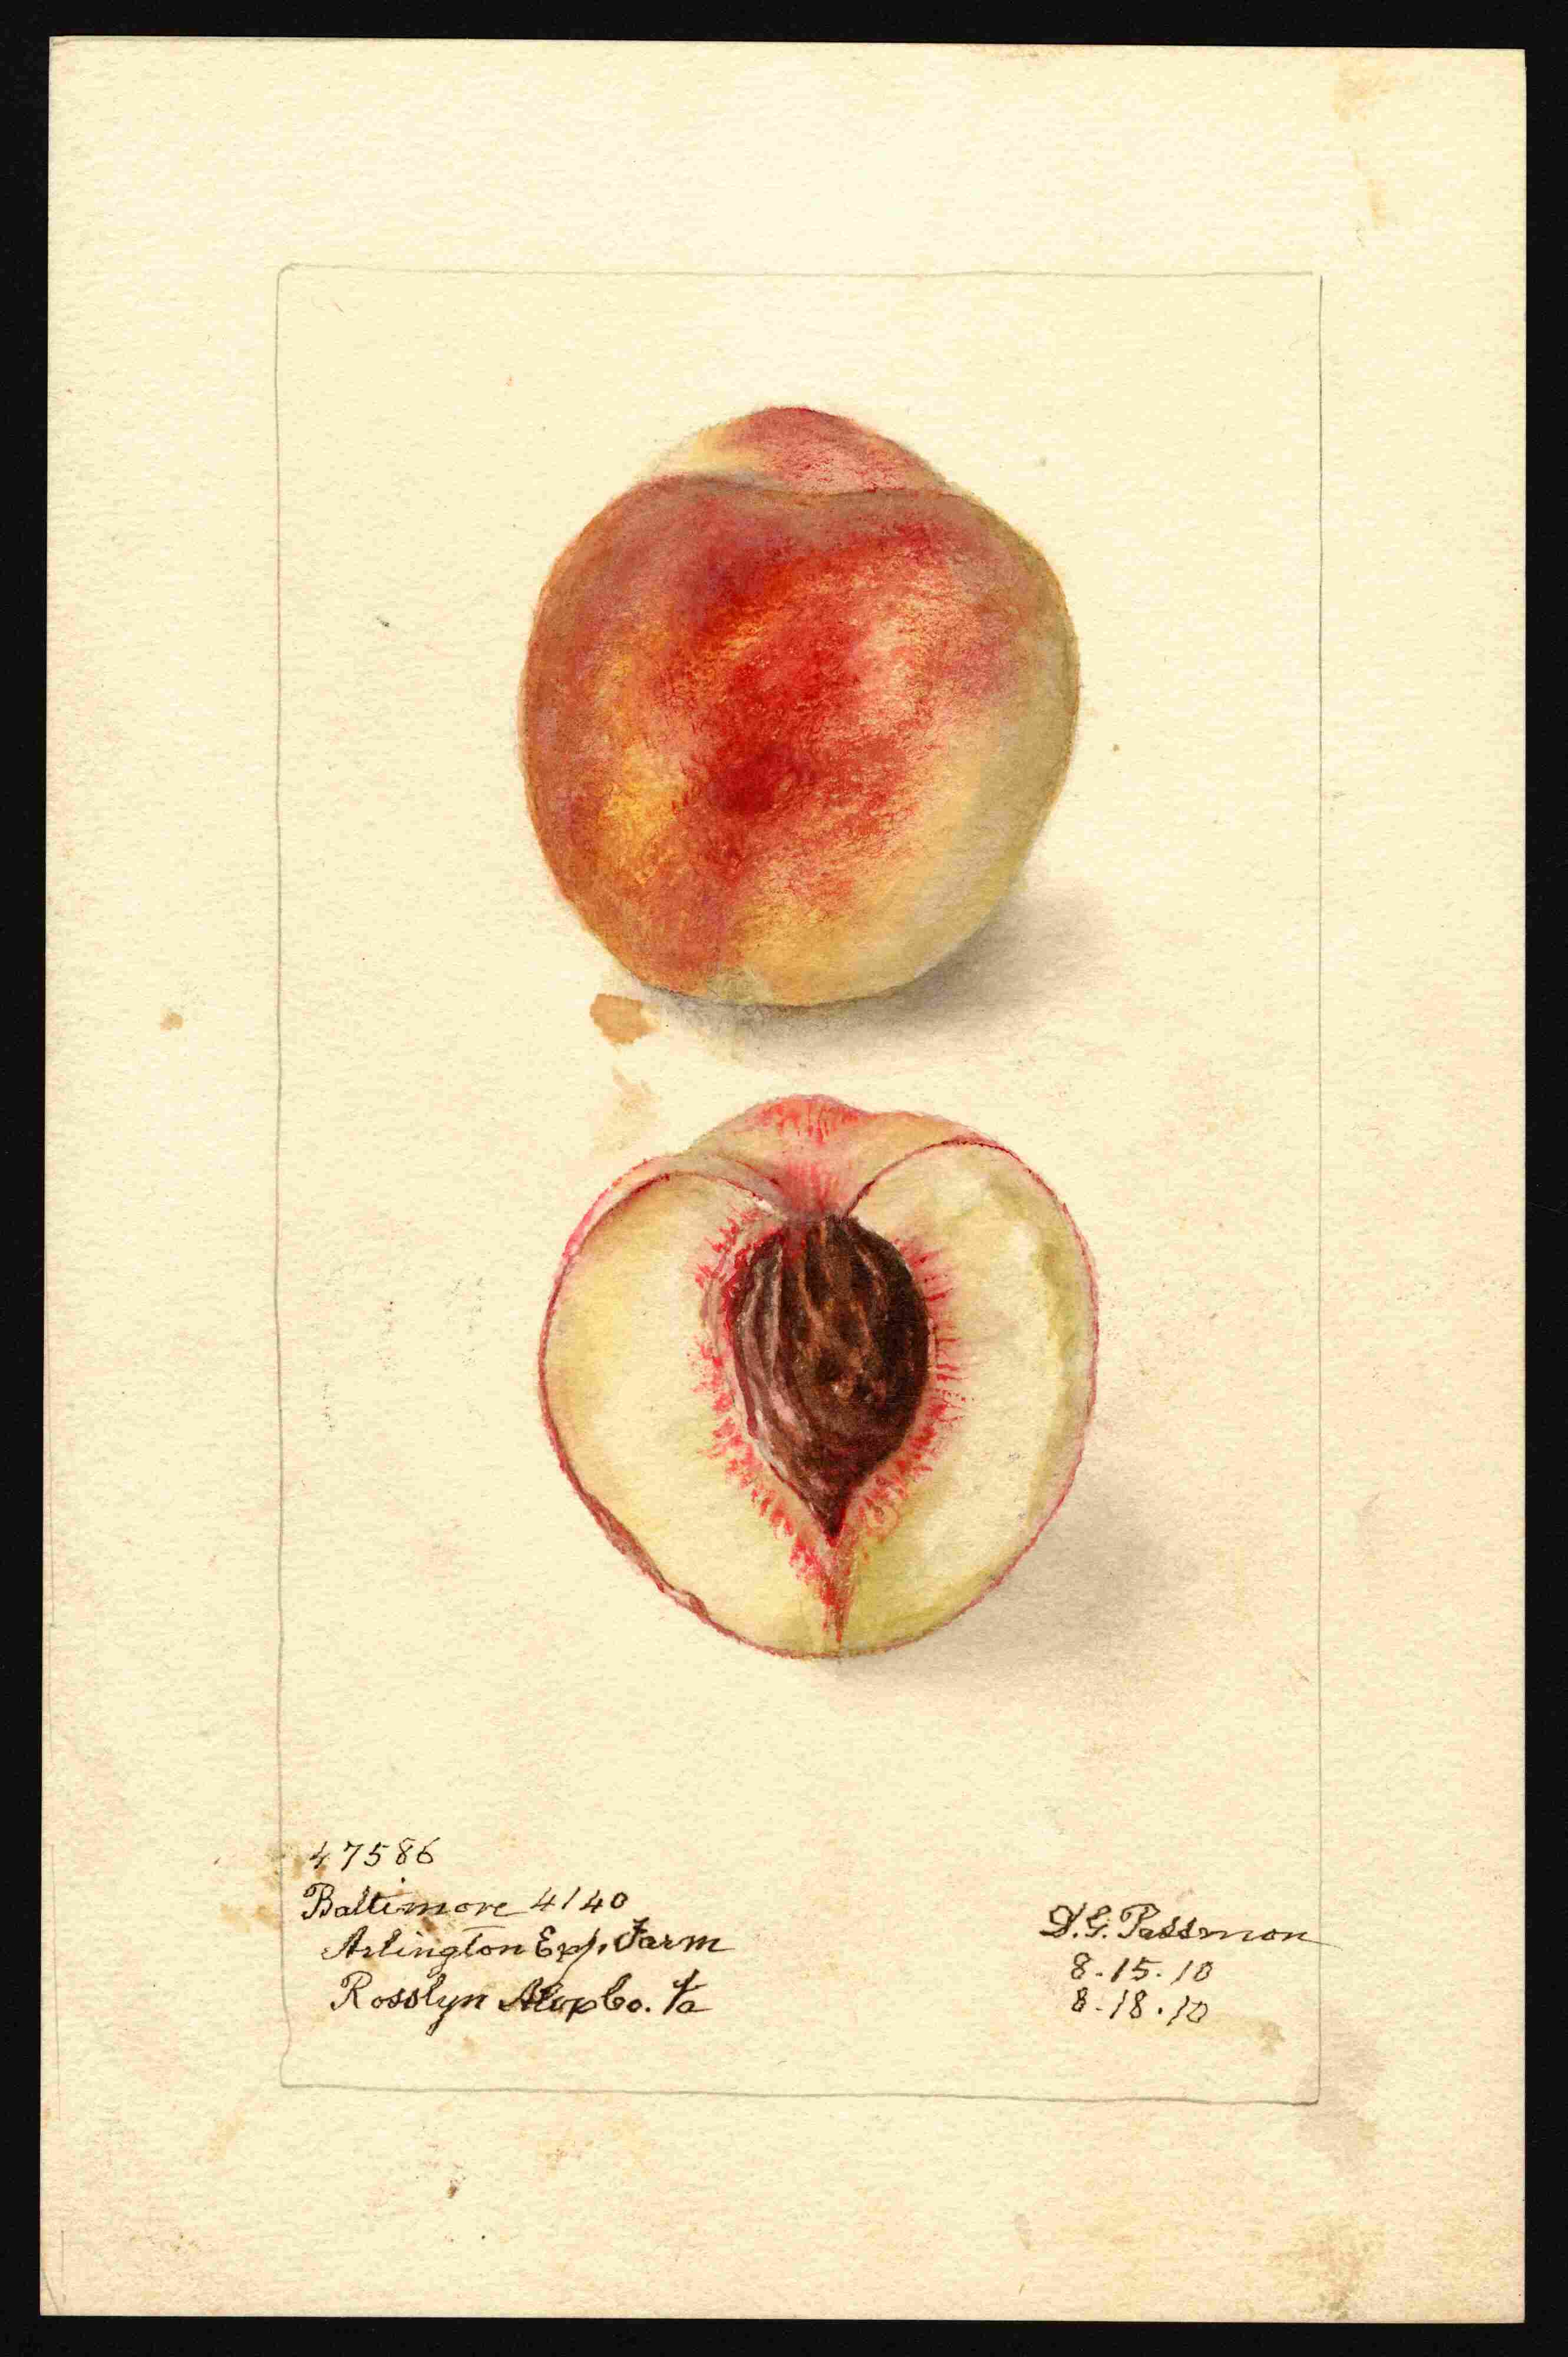 47586
Baltimore 4140
Arlington Exp. Farm
Rosslyn Alex Co. Va
D. G. Passmore
8-15-10
8-18-10